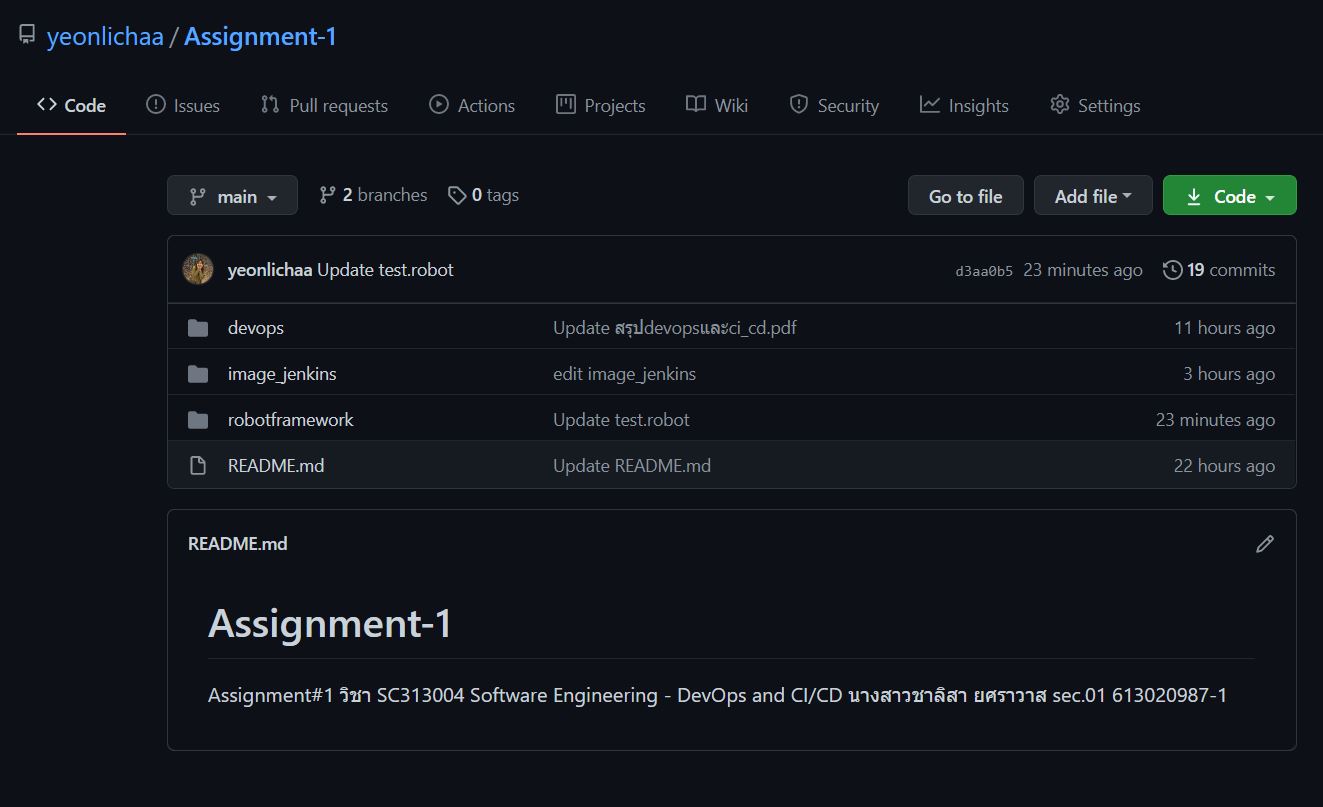 yeonlichaa / Assignment-1
Code Issues Pull requests Actions Projects Wiki Security Insights Settings
main 2 branches 0 tags Go to file Add file Code
yeonlichaa Update test.robot d3aa0b5 23 minutes ago 19 commits
devops Update สรุปdevopsและci_cd.pdf 11 hours ago
image_jenkins edit image_jenkins 3 hours ago
robotframework Update test.robot 23 minutes ago
README.md Update README.md 22 hours ago
README.md
Assignment-1
Assignment#1 วิชา SC313004 Software Engineering - DevOps and CI/CD นางสาวชาลิสา ยศราวาส sec.01 613020987-1